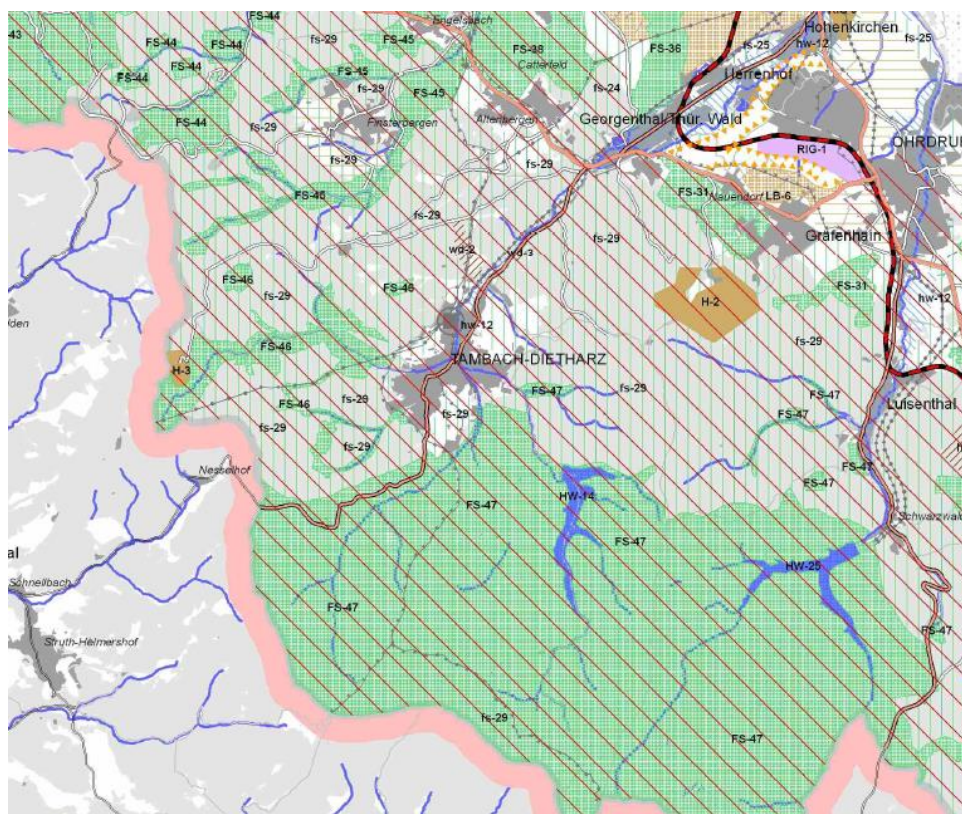 Engelsbach
Hohenkirchen
43
FS-44
FS-44
FS-45
hw-12
fs-25
fs-25
FS-38
FS-36
FS-44
FS-44
FS-45
Catterfeld
Herrenhof
fs-29
FS-45
fs-24
FS-44
fs-29
Finsterbergen
Altenbergen
Georgenthal/Thür. Wald
RIG-1
OHRDRUF
fs-29
fs-29
FS-45
FS-31
Nauendorf
LB-6
fs-29
wd-2
wd-3
fs-29
Gräfenhain
FS-46
fs-29
FS-46
FS-31
H-2
hw-12
hw-12
FS-46
TAMBACH-DIETHARZ
fs-29
H-3
FS-47
fs-29
FS-47
FS-46
fs-29
fs-29
FS-47
Luisenthal
fs-29
fs-29
FS-47
Nesselhof
FS-47
FS-47
HW-14
Schwarzwald
FS-47
al
HW-25
Schnellbach
FS-47
FS-47
Struth-Helmershof
fs-29
FS-47